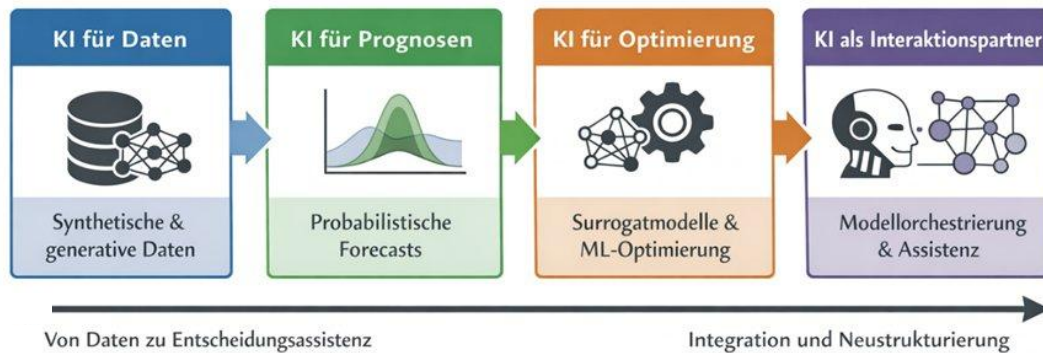 KI für Daten
Synthetische &
generative Daten
KI für Prognosen
Probabilistische
Forecasts
KI für Optimierung
Surrogatmodelle &
ML-Optimierung
KI als Interaktionspartner
Modellorchestrierung
& Assistenz
Von Daten zu Entscheidungsassistenz
Integration und Neustrukturierung